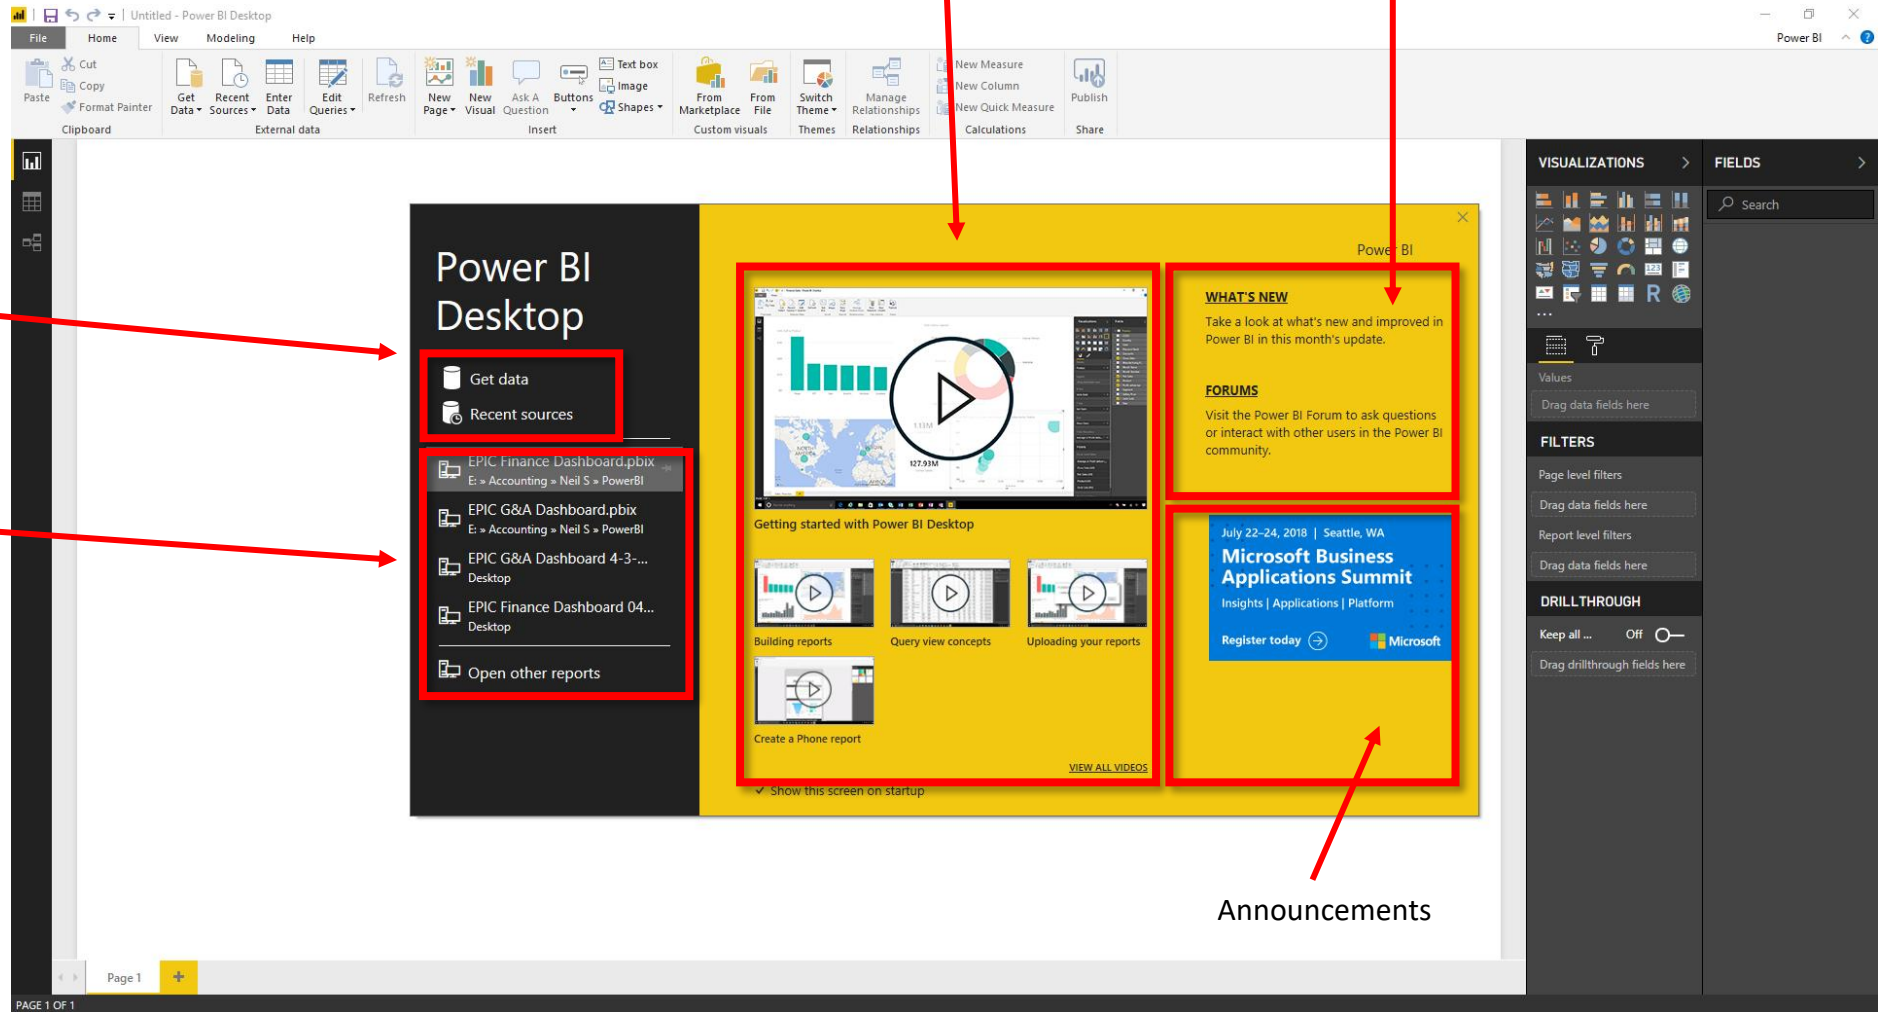 Untitled - Power BI Desktop
File Home View Modeling Help
Power BI
Paste
Cut
Copy
Format Painter
Clipboard
Get Data
Recent Sources
Enter Data
Edit Queries
Refresh
External data
New Page
New Visual
Ask A Question
Buttons
Text box
Image
Shapes
Insert
From Marketplace
From File
Custom visuals
Switch Theme
Themes
Manage Relationships
Relationships
New Measure
New Column
New Quick Measure
Calculations
Publish
Share
Power BI
Desktop
Get data
Recent sources
EPIC Finance Dashboard.pbix
E: » Accounting » Neil S » PowerBI
EPIC G&A Dashboard.pbix
E: » Accounting » Neil S » PowerBI
EPIC G&A Dashboard 4-3-...
Desktop
EPIC Finance Dashboard 04...
Desktop
Open other reports
127.93M
Getting started with Power BI Desktop
Building reports
Query view concepts
Uploading your reports
Create a Phone report
VIEW ALL VIDEOS
Show this screen on startup
Power BI
WHAT'S NEW
Take a look at what's new and improved in
Power BI in this month's update.
FORUMS
Visit the Power BI Forum to ask questions
or interact with other users in the Power BI
community.
July 22–24, 2018 | Seattle, WA
Microsoft Business
Applications Summit
Insights | Applications | Platform
Register today
Microsoft
Announcements
VISUALIZATIONS
R
Values
Drag data fields here
FILTERS
Page level filters
Drag data fields here
Report level filters
Drag data fields here
DRILLTHROUGH
Keep all ... Off
Drag drillthrough fields here
FIELDS
Search
Page 1
PAGE 1 OF 1